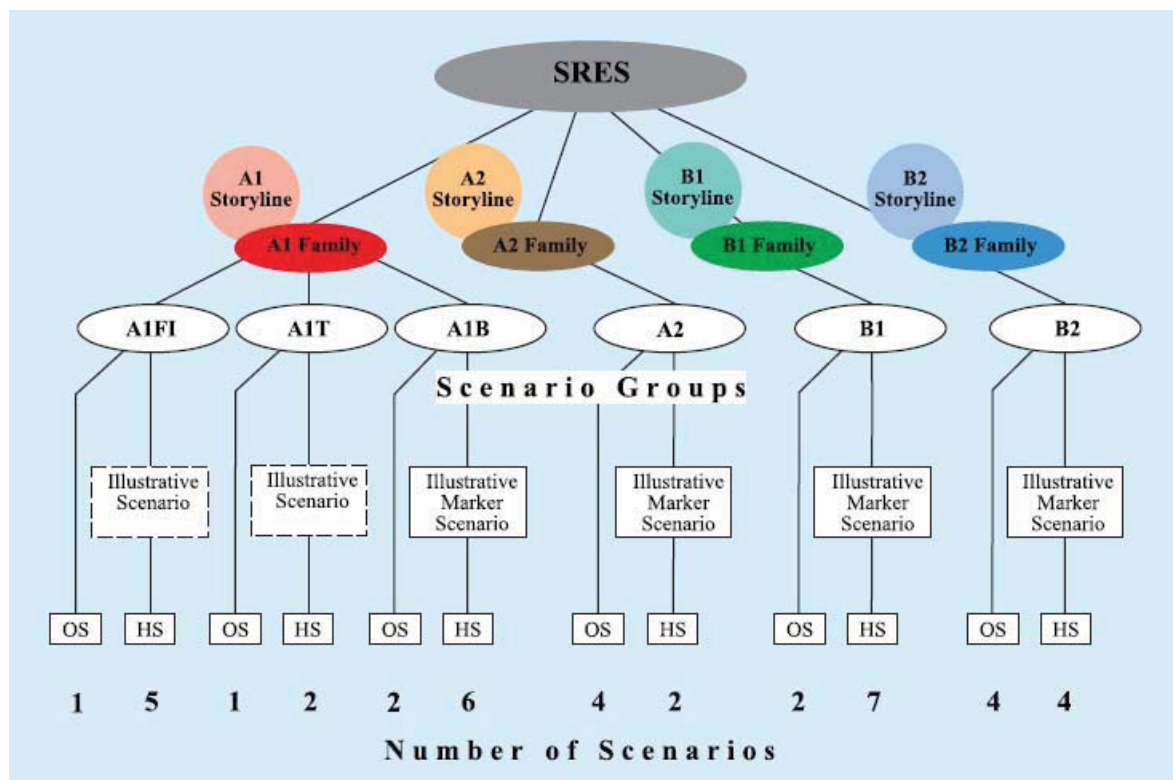 SRES
A1
Storyline
A2
Storyline
B1
Storyline
B2
Storyline
A1 Family
A2 Family
B1 Family
B2 Family
A1FI
A1T
A1B
A2
B1
B2
Scenario Groups
Illustrative
Scenario
Illustrative
Scenario
Illustrative
Marker
Scenario
Illustrative
Marker
Scenario
Illustrative
Marker
Scenario
Illustrative
Marker
Scenario
OS HS OS HS OS HS OS HS OS HS OS HS
1 5 1 2 2 6 4 2 2 7 4 4
Number of Scenarios